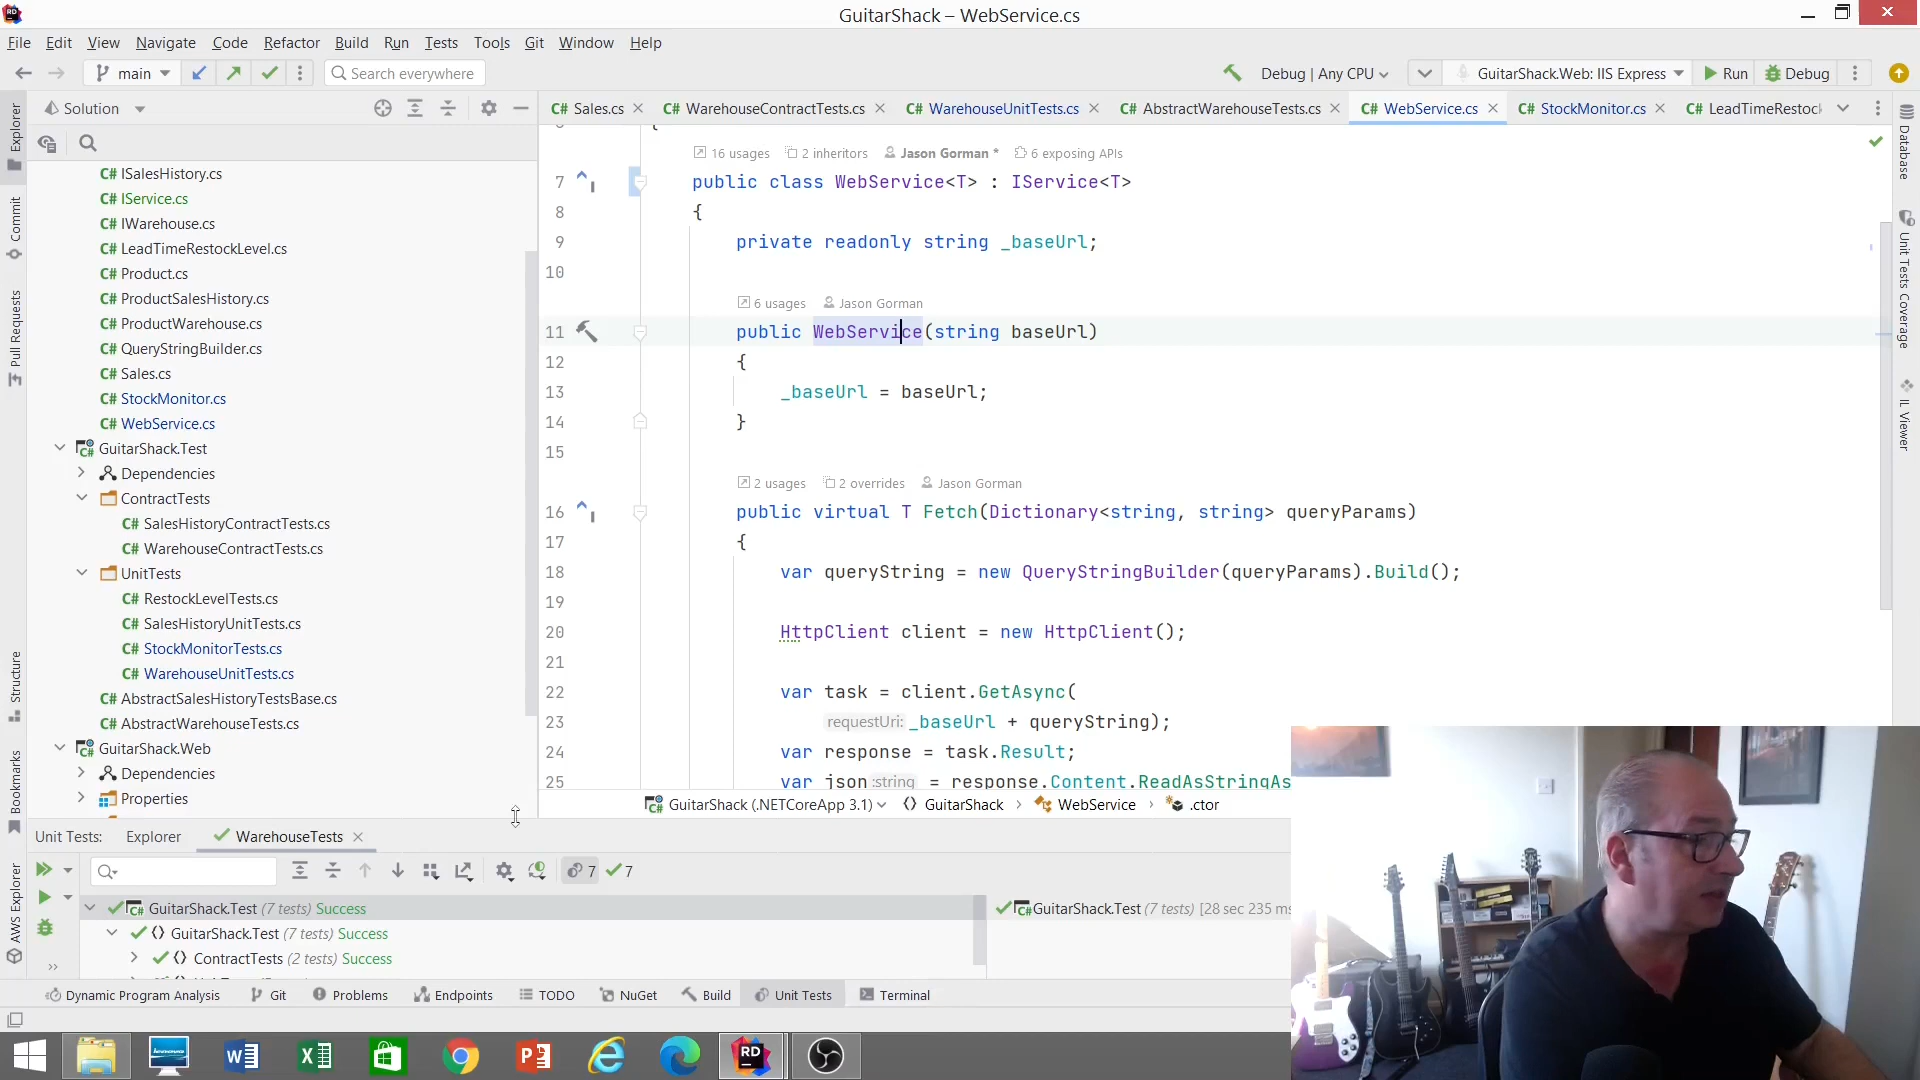 GuitarShack – WebService.cs
File Edit View Navigate Code Refactor Build Run Tests Tools Git Window Help
main Search everywhere Debug | Any CPU GuitarShack.Web: IIS Express Run Debug
Solution
Sales.cs WarehouseContractTests.cs WarehouseUnitTests.cs AbstractWarehouseTests.cs WebService.cs StockMonitor.cs LeadTimeRestockl
Explorer
Commit
Pull Requests
Structure
Bookmarks
AWS Explorer
C# ISalesHistory.cs
C# IService.cs
C# IWarehouse.cs
C# LeadTimeRestockLevel.cs
C# Product.cs
C# ProductSalesHistory.cs
C# ProductWarehouse.cs
C# QueryStringBuilder.cs
C# Sales.cs
C# StockMonitor.cs
C# WebService.cs
C# GuitarShack.Test
Dependencies
ContractTests
C# SalesHistoryContractTests.cs
C# WarehouseContractTests.cs
UnitTests
C# RestockLevelTests.cs
C# SalesHistoryUnitTests.cs
C# StockMonitorTests.cs
C# WarehouseUnitTests.cs
C# AbstractSalesHistoryTestsBase.cs
C# AbstractWarehouseTests.cs
C# GuitarShack.Web
Dependencies
Properties
16 usages 2 inheritors Jason Gorman * 6 exposing APIs
7 public class WebService<T> : IService<T>
8 {
9 private readonly string _baseUrl;
10
6 usages Jason Gorman
11 public WebService(string baseUrl)
12 {
13 _baseUrl = baseUrl;
14 }
15
2 usages 2 overrides Jason Gorman
16 public virtual T Fetch(Dictionary<string, string> queryParams)
17 {
18 var queryString = new QueryStringBuilder(queryParams).Build();
19
20 HttpClient client = new HttpClient();
21
22 var task = client.GetAsync(
23 requestUri: _baseUrl + queryString);
24 var response = task.Result;
25 var json :string = response.Content.ReadAsStringAs
GuitarShack (.NETCoreApp 3.1) GuitarShack WebService .ctor
Database
Unit Tests Coverage
IL Viewer
Unit Tests: Explorer WarehouseTests
7 7
GuitarShack.Test (7 tests) Success
GuitarShack.Test (7 tests) Success
ContractTests (2 tests) Success
GuitarShack.Test (7 tests) [28 sec 235 ms
Dynamic Program Analysis Git Problems Endpoints TODO NuGet Build Unit Tests Terminal